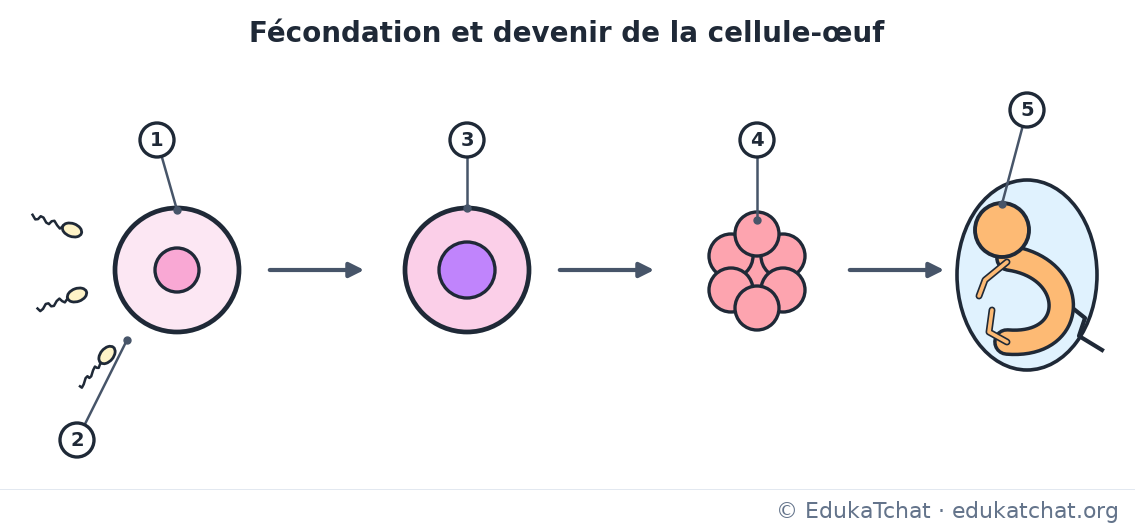 Fécondation et devenir de la cellule-œuf
5
1
3
4
2
© EdukaTchat · edukatchat.org